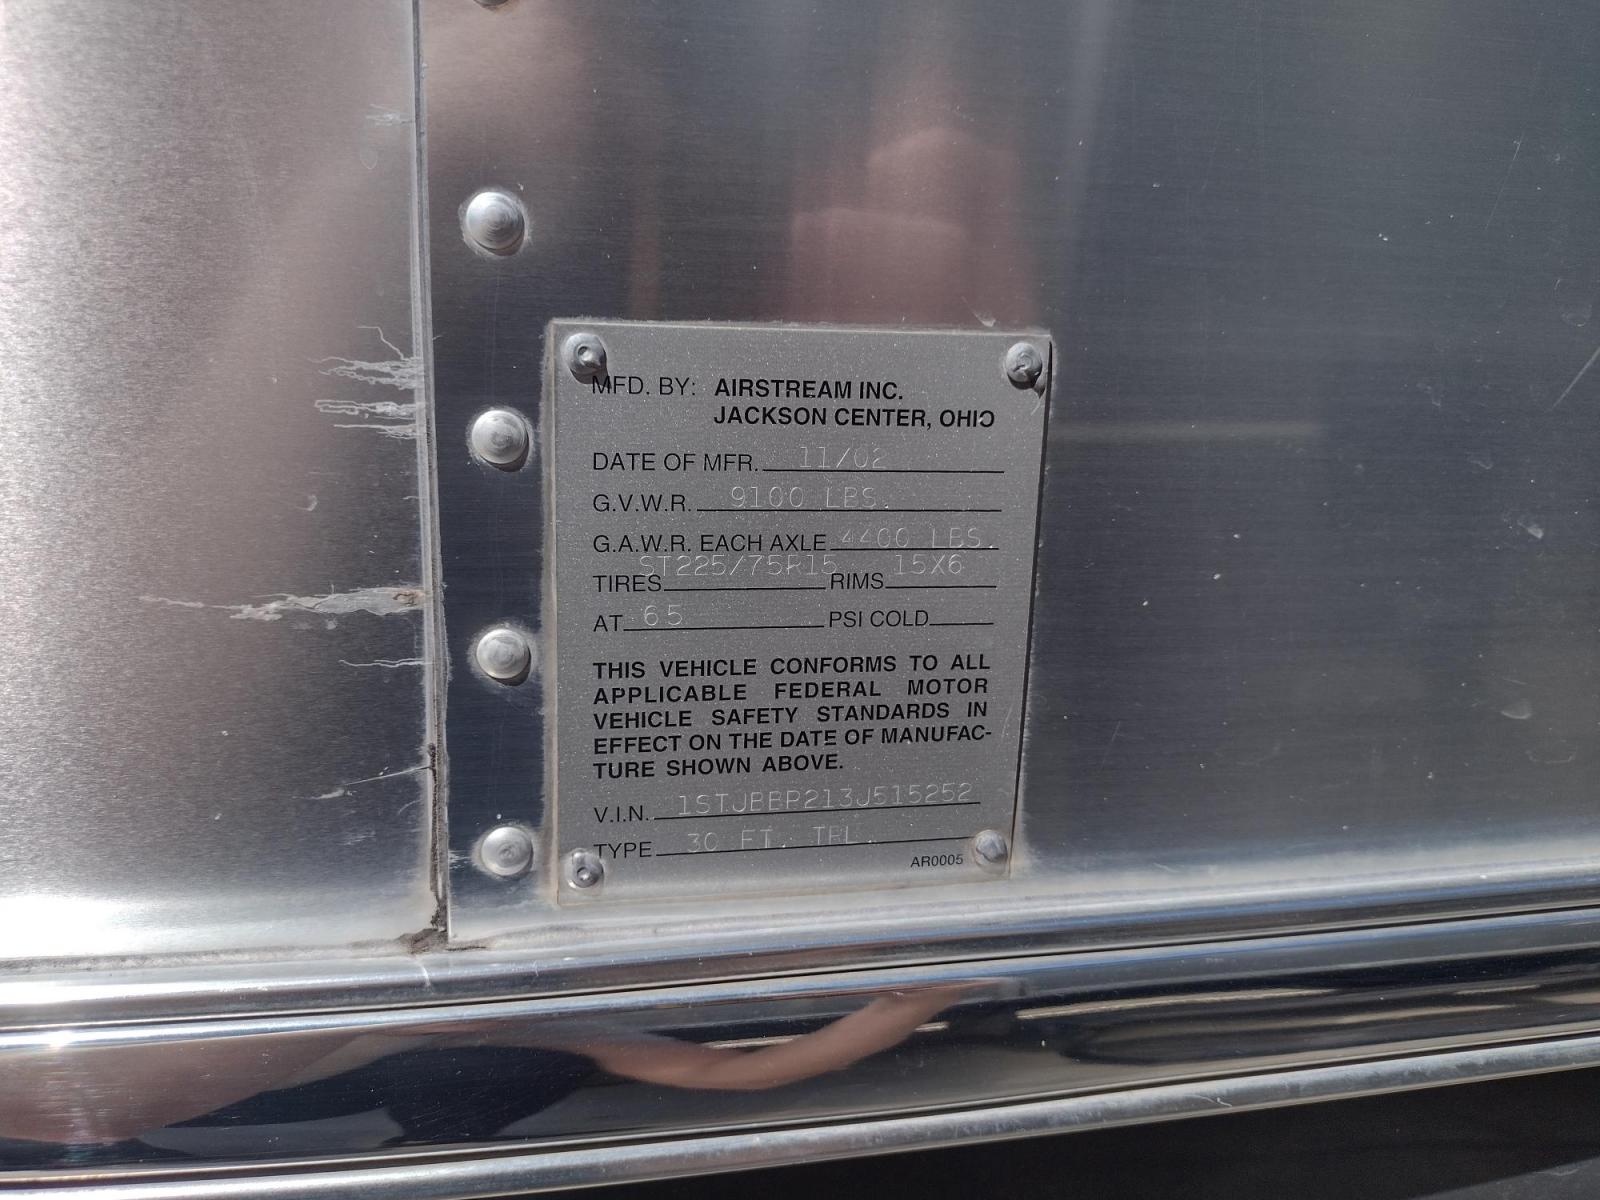 MFD. BY: AIRSTREAM INC.
JACKSON CENTER, OHIO
DATE OF MFR. 11/02
G.V.W.R. 9100 LBS.
G.A.W.R. EACH AXLE 4400 LBS.
ST225/75R15 15X6
TIRES RIMS
AT 65 PSI COLD
THIS VEHICLE CONFORMS TO ALL
APPLICABLE FEDERAL MOTOR
VEHICLE SAFETY STANDARDS IN
EFFECT ON THE DATE OF MANUFAC-
TURE SHOWN ABOVE.
V.I.N. 1STJBBP213J515252
TYPE 30 FT. TRL.
AR0005